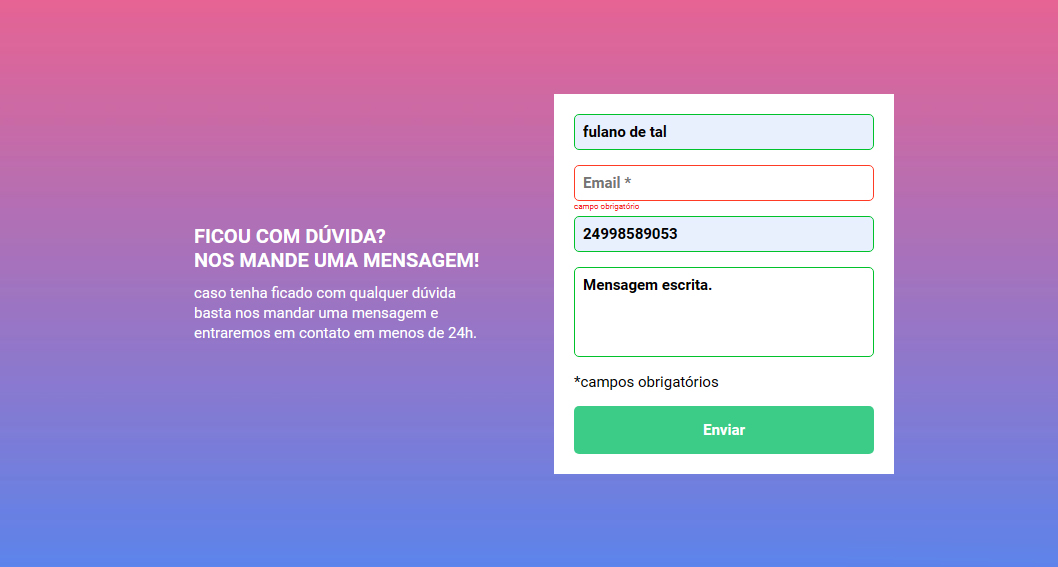 FICOU COM DÚVIDA?
NOS MANDE UMA MENSAGEM!
caso tenha ficado com qualquer dúvida
basta nos mandar uma mensagem e
entraremos em contato em menos de 24h.
fulano de tal
Email *
campo obrigatório
24998589053
Mensagem escrita.
*campos obrigatórios
Enviar